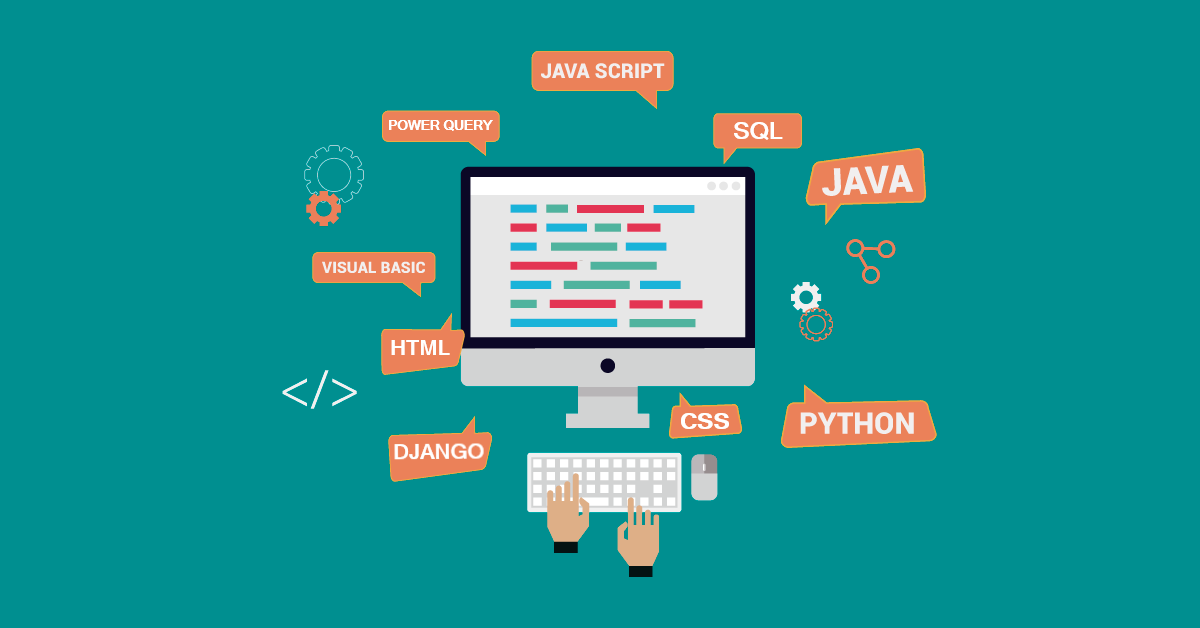 JAVA SCRIPT
POWER QUERY
SQL
JAVA
VISUAL BASIC
HTML
</>
CSS
PYTHON
DJANGO